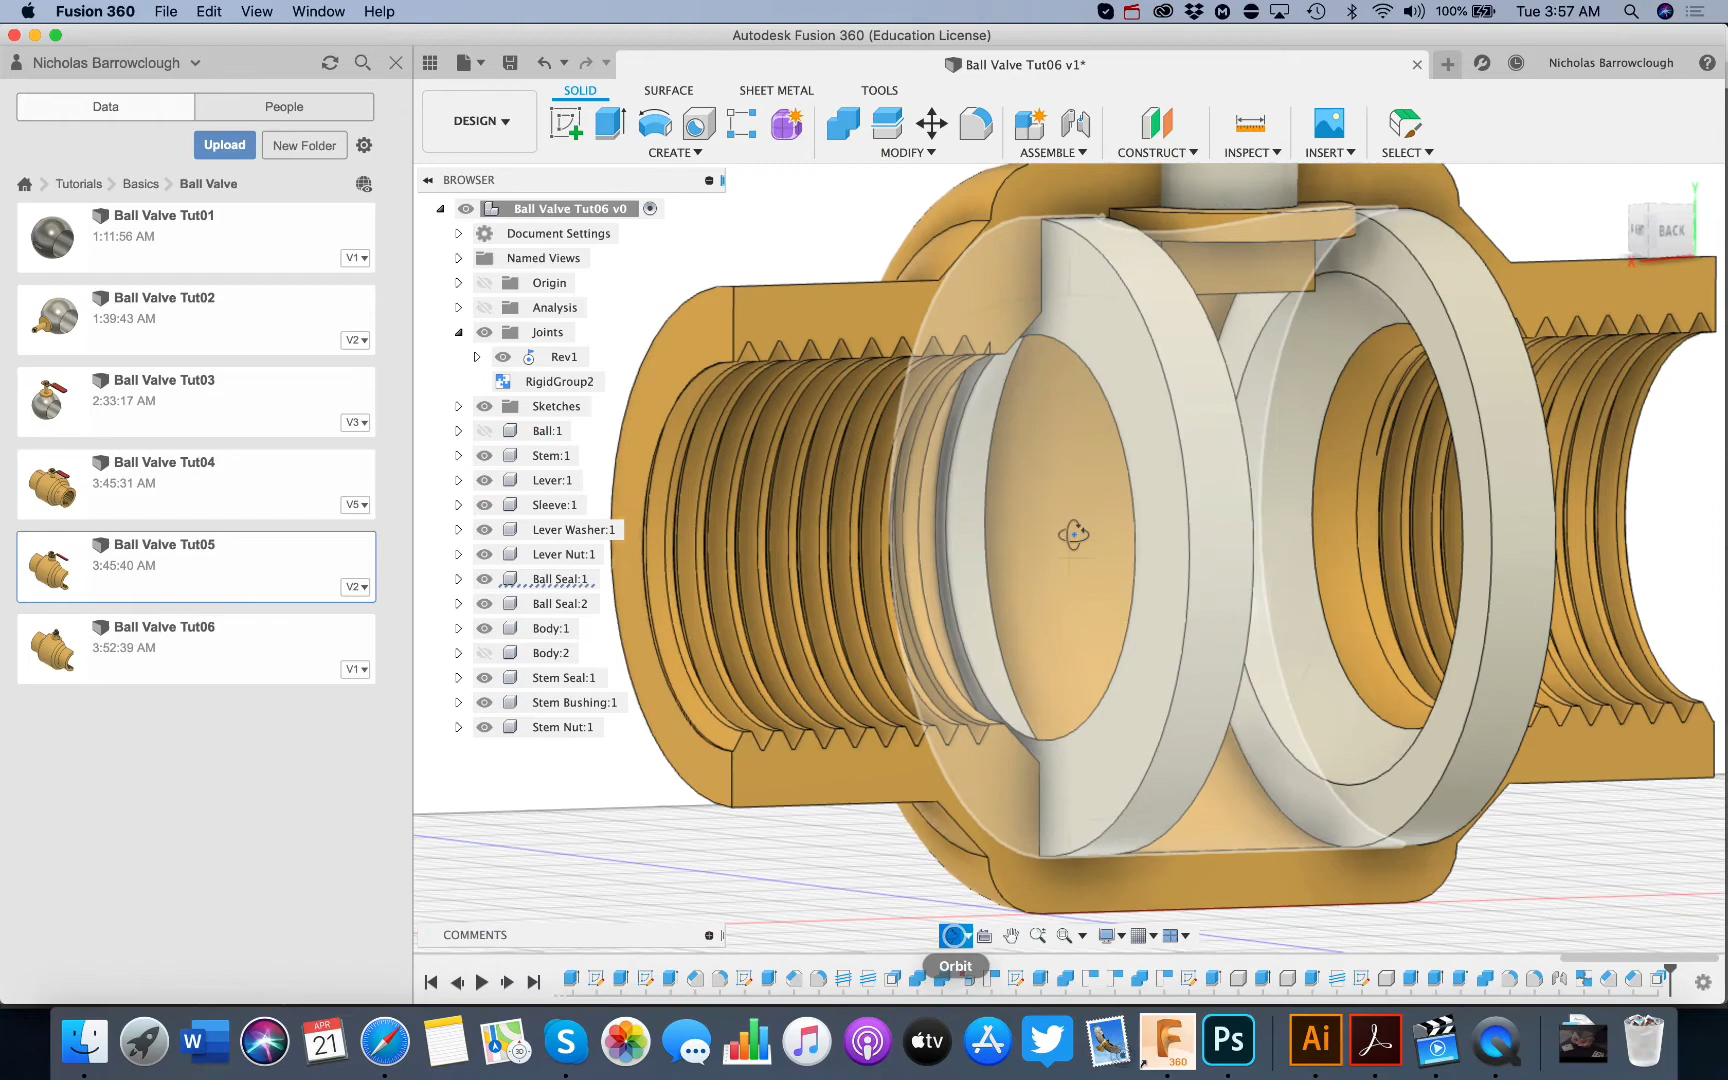 Fusion 360 File Edit View Window Help
100% Tue 3:57 AM
Autodesk Fusion 360 (Education License)
Nicholas Barrowclough
Ball Valve Tut06 v1*
Nicholas Barrowclough
Data People
Upload New Folder
Tutorials Basics Ball Valve
Ball Valve Tut01
1:11:56 AM
V1
Ball Valve Tut02
1:39:43 AM
V2
Ball Valve Tut03
2:33:17 AM
V3
Ball Valve Tut04
3:45:31 AM
V5
Ball Valve Tut05
3:45:40 AM
V2
Ball Valve Tut06
3:52:39 AM
V1
DESIGN
SOLID SURFACE SHEET METAL TOOLS
CREATE MODIFY ASSEMBLE CONSTRUCT INSPECT INSERT SELECT
BROWSER
Ball Valve Tut06 v0
Document Settings
Named Views
Origin
Analysis
Joints
Rev1
RigidGroup2
Sketches
Ball:1
Stem:1
Lever:1
Sleeve:1
Lever Washer:1
Lever Nut:1
Ball Seal:1
Ball Seal:2
Body:1
Body:2
Stem Seal:1
Stem Bushing:1
Stem Nut:1
BACK
Y
X
COMMENTS
Orbit
W
APR
21
3D
S
tv
F
360
Ps
Ai